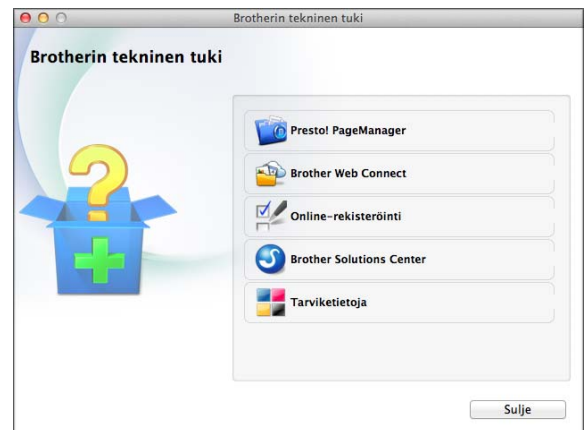 Brotherin tekninen tuki
Brotherin tekninen tuki
Presto! PageManager
Brother Web Connect
Online-rekisteröinti
Brother Solutions Center
Tarviketietoja
Sulje